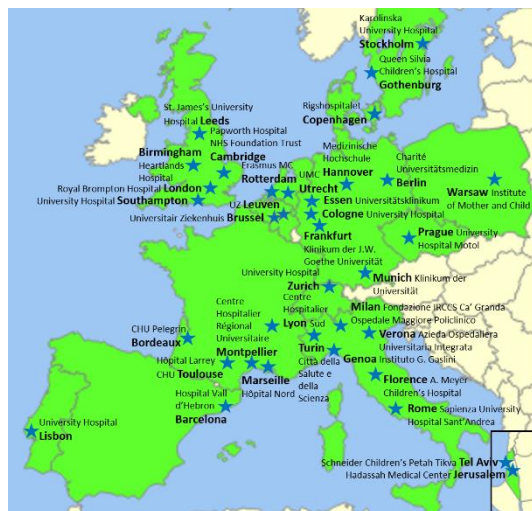 Karolinska
University Hospital
Stockholm
Queen Silvia
Children's Hospital
Gothenburg
Rigshospitalet
Copenhagen
St. James's University
Hospital Leeds
Papworth Hospital
NHS Foundation Trust
Cambridge
Birmingham
Heartlands
Hospital
Royal Brompton Hospital London
University Hospital Southampton
Erasmus MC
Rotterdam
UMC
Utrecht
UZ Leuven
Universitair Ziekenhuis Brussel
Medizinische
Hochschule
Hannover
Charité
Universitätsmedizin
Berlin
Warsaw Institute
of Mother and Child
Essen Universitätsklinikum
Cologne University Hospital
Frankfurt
Klinikum der J.W.
Goethe Universität
Prague University
Hospital Motol
University Hospital
Zurich
Munich Klinikum der
Universität
Centre
Hospitalier
Régional
Universitaire
Montpellier
Centre
Hospitalier
Lyon Sud
Milan Fondazione IRCCS Ca' Granda
Ospedale Maggiore Policlinico
Verona Azieda Ospedaliera
Universitaria Integrata
Turin
Città della
Salute e
della
Scienza
Genoa Instituto G. Gaslini
CHU Pelegrin
Bordeaux
Hôpital Larrey
CHU Toulouse
Marseille
Hôpital Nord
Hospital Vall
d'Hebron
Barcelona
Florence A. Meyer
Children's Hospital
Rome Sapienza University
Hospital Sant'Andrea
University Hospital
Lisbon
Schneider Children's Petah Tikva Tel Aviv
Hadassah Medical Center Jerusalem